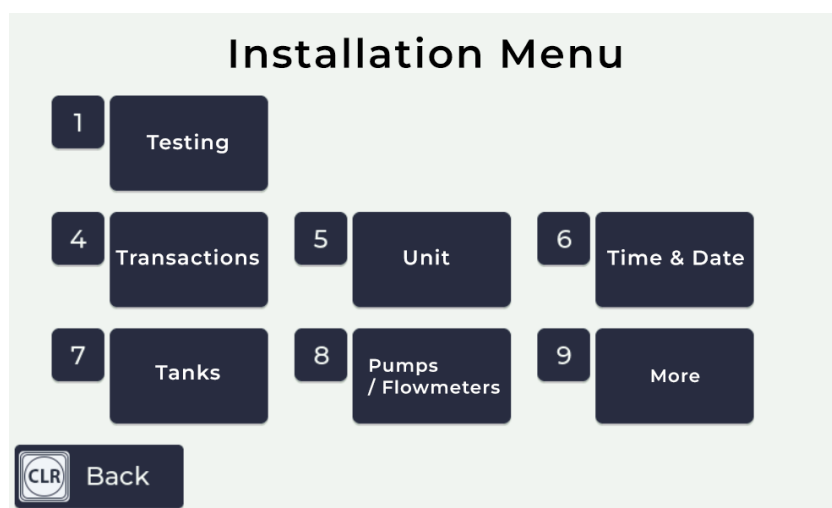 Installation Menu
1
Testing
4
Transactions
5
Unit
6
Time & Date
7
Tanks
8
Pumps
/ Flowmeters
9
More
CLR
Back